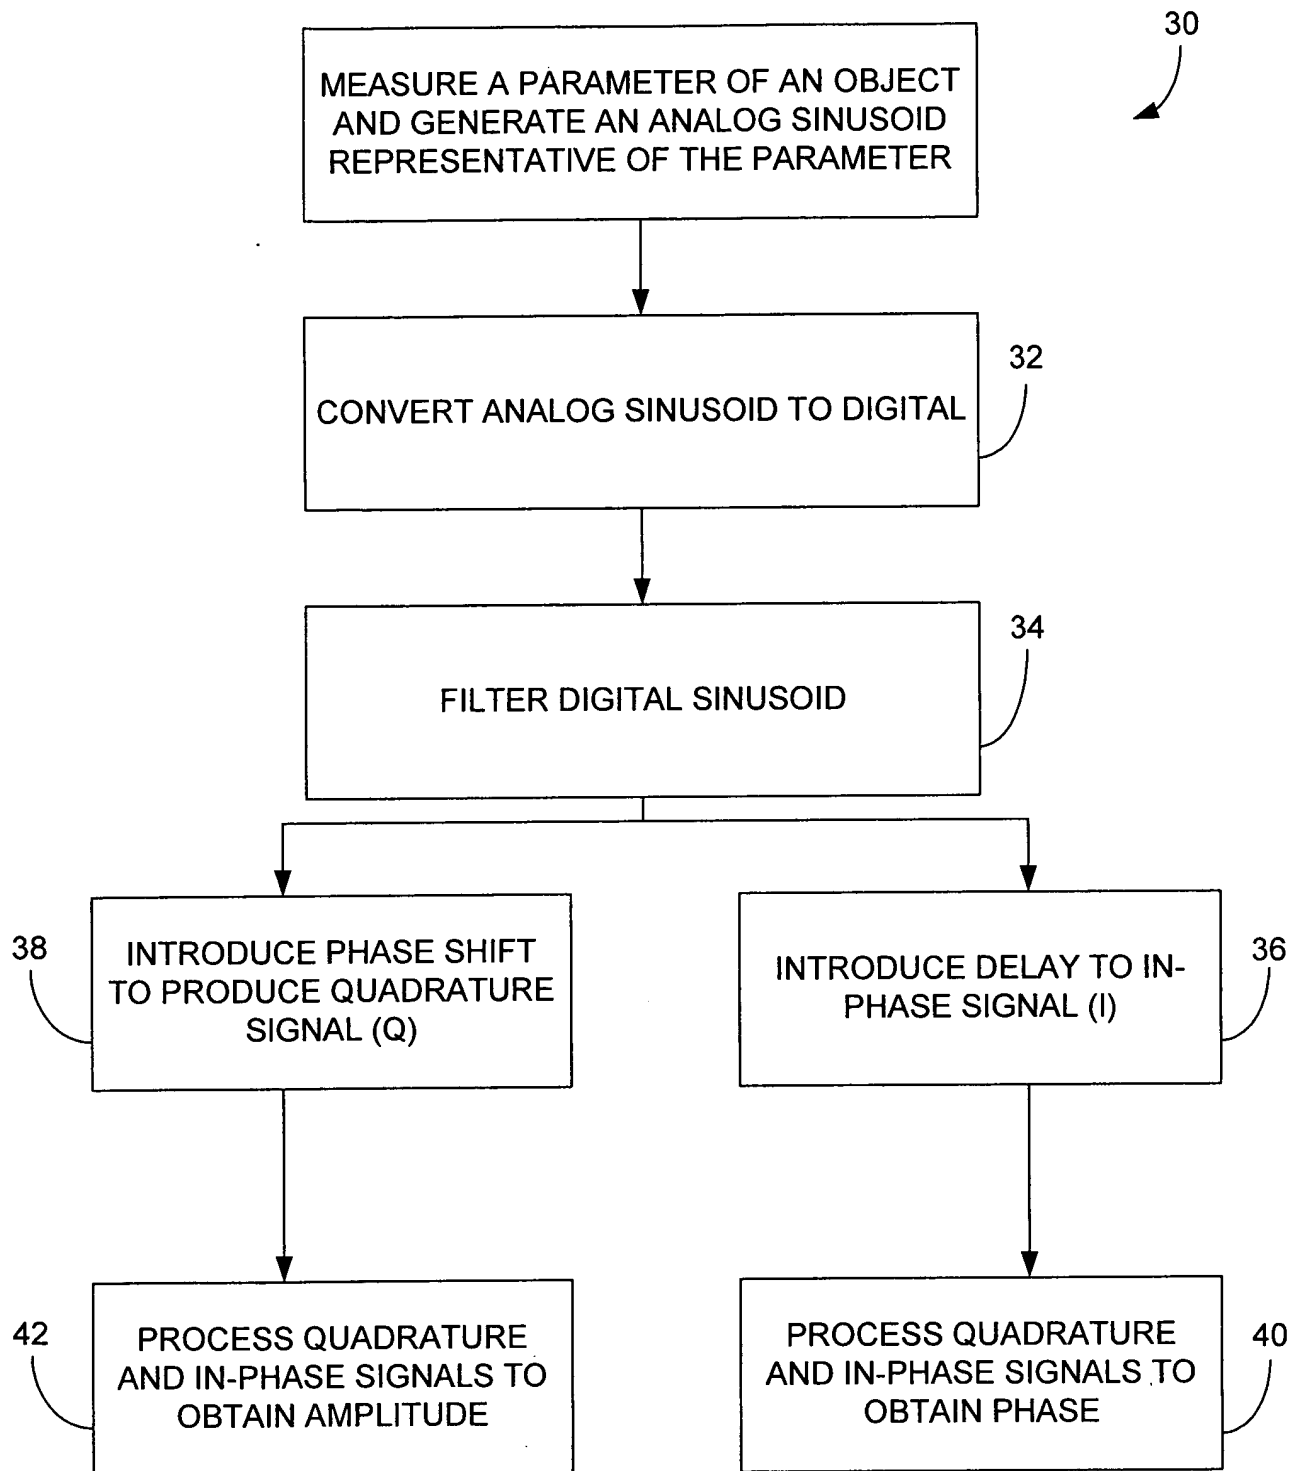 30
MEASURE A PARAMETER OF AN OBJECT
AND GENERATE AN ANALOG SINUSOID
REPRESENTATIVE OF THE PARAMETER
32
CONVERT ANALOG SINUSOID TO DIGITAL
34
FILTER DIGITAL SINUSOID
38
INTRODUCE PHASE SHIFT
TO PRODUCE QUADRATURE
SIGNAL (Q)
36
INTRODUCE DELAY TO IN-
PHASE SIGNAL (I)
42
PROCESS QUADRATURE
AND IN-PHASE SIGNALS TO
OBTAIN AMPLITUDE
40
PROCESS QUADRATURE
AND IN-PHASE SIGNALS TO
OBTAIN PHASE